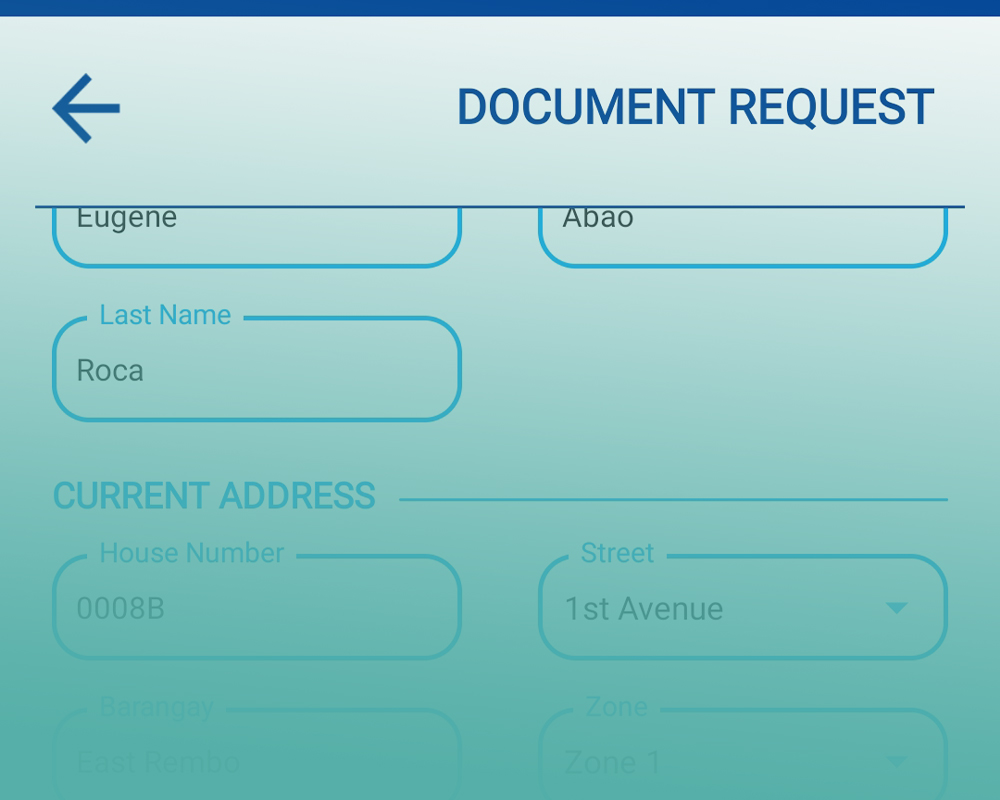 DOCUMENT REQUEST
Eugene
Abao
Last Name
Roca
CURRENT ADDRESS
House Number
Street
0008B
1st Avenue
Barangay
Zone
East Rembo
Zone 1